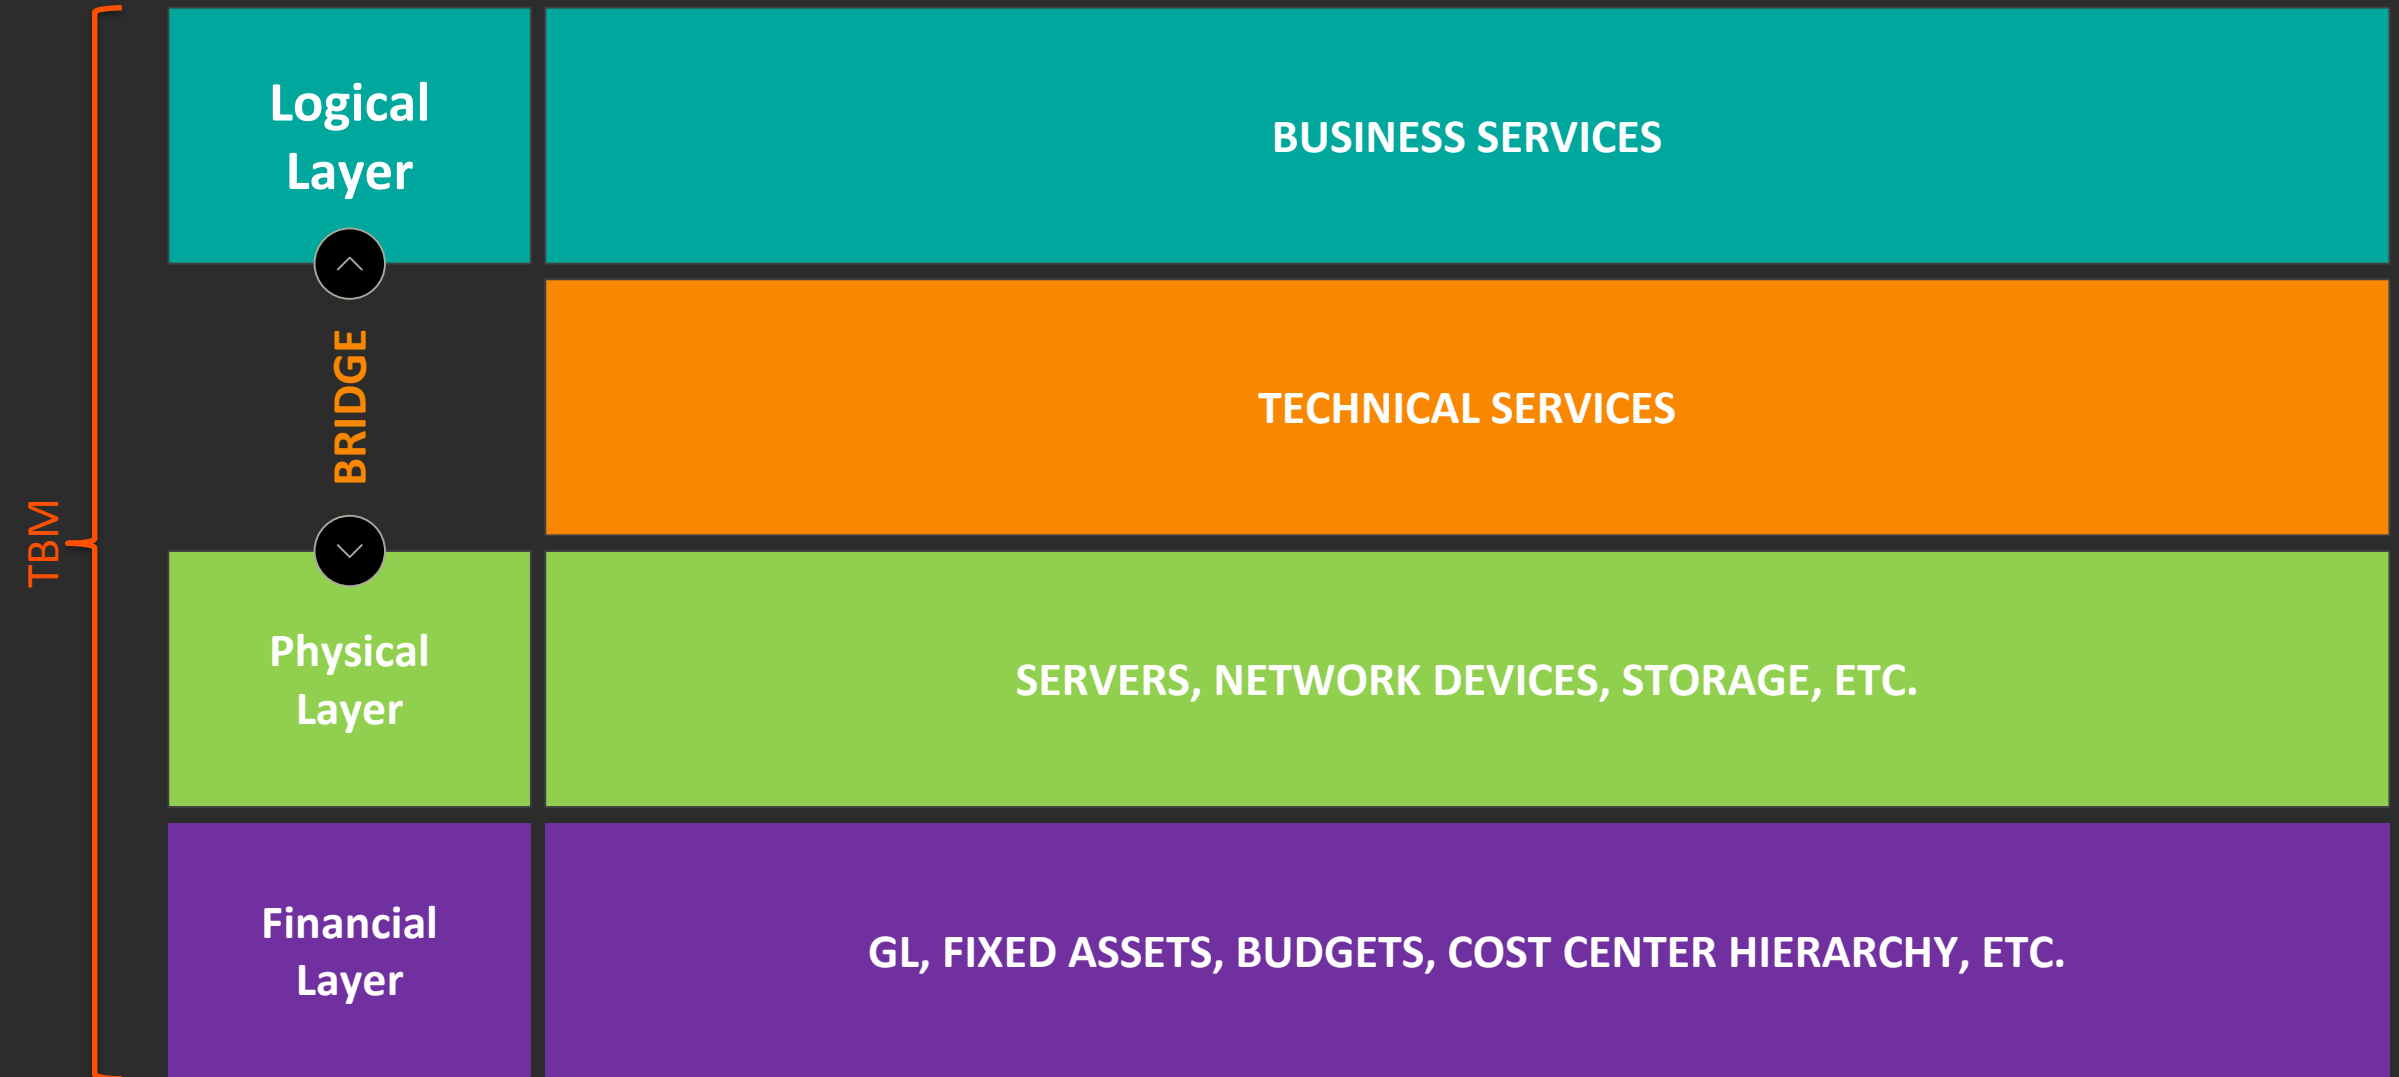 TBM
Logical
Layer
BUSINESS SERVICES
BRIDGE
TECHNICAL SERVICES
Physical
Layer
SERVERS, NETWORK DEVICES, STORAGE, ETC.
Financial
Layer
GL, FIXED ASSETS, BUDGETS, COST CENTER HIERARCHY, ETC.